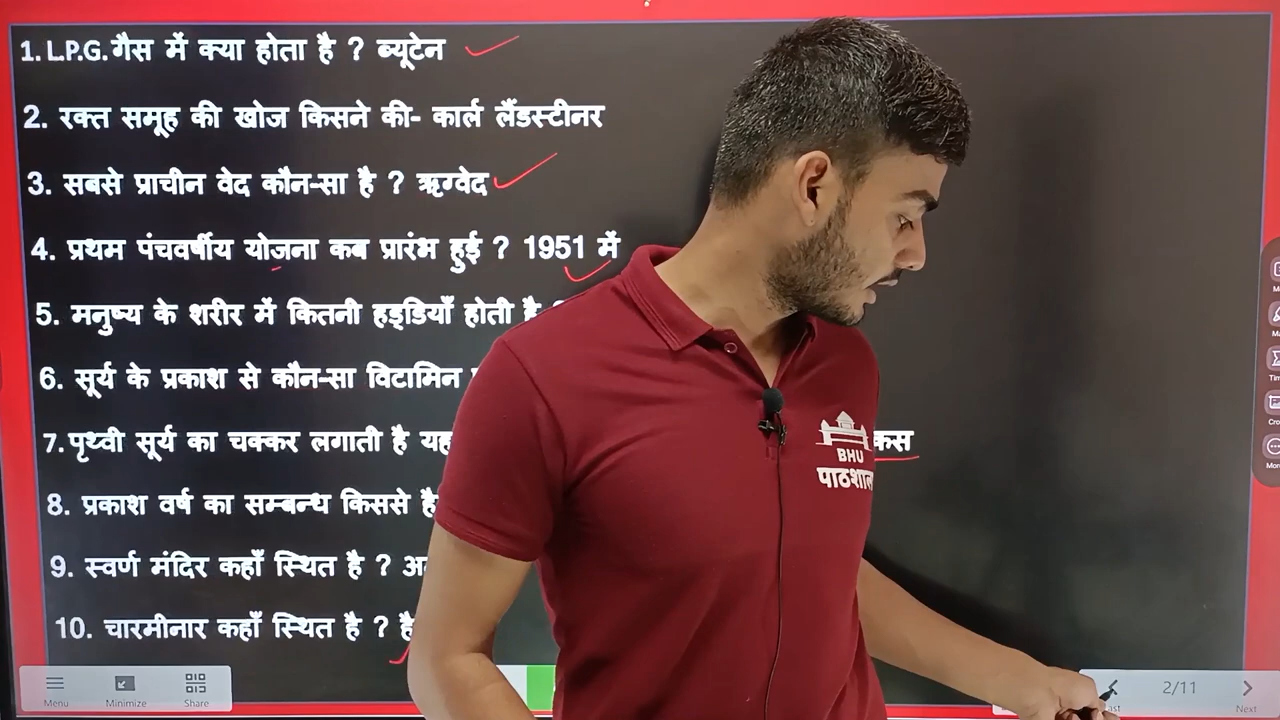 1. L.P.G. गैस में क्या होता है ? ब्यूटेन
2. रक्त समूह की खोज किसने की- कार्ल लैंडस्टीनर
3. सबसे प्राचीन वेद कौन-सा है ? ऋग्वेद
4. प्रथम पंचवर्षीय योजना कब प्रारंभ हुई ? 1951 में
5. मनुष्य के शरीर में कितनी हड्डियाँ होती है
6. सूर्य के प्रकाश से कौन-सा विटामिन
7. पृथ्वी सूर्य का चक्कर लगाती है यह
8. प्रकाश वर्ष का सम्बन्ध किससे है
9. स्वर्ण मंदिर कहाँ स्थित है ?
10. चारमीनार कहाँ स्थित है ?
BHU
Menu Minimize Share
2/11
Next